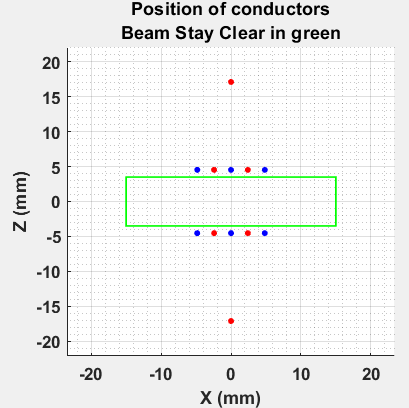 Position of conductors
Beam Stay Clear in green
20
15
10
5
0
-5
-10
-15
-20
Z (mm)
-20 -10 0 10 20
X (mm)